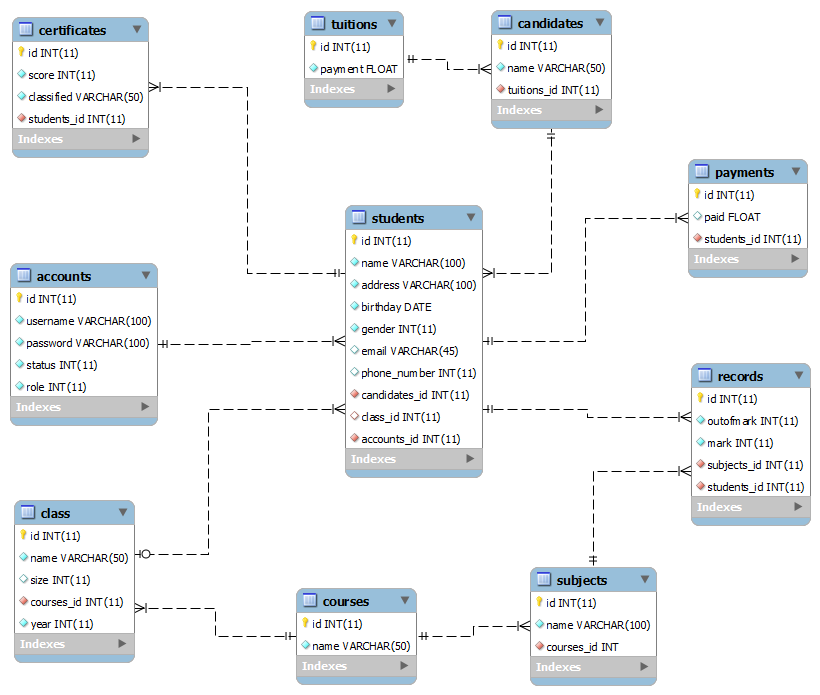 certificates
id INT(11)
score INT(11)
classified VARCHAR(50)
students_id INT(11)
Indexes
tuitions
id INT(11)
payment FLOAT
Indexes
candidates
id INT(11)
name VARCHAR(50)
tuitions_id INT(11)
Indexes
payments
id INT(11)
paid FLOAT
students_id INT(11)
Indexes
students
id INT(11)
name VARCHAR(100)
address VARCHAR(100)
birthday DATE
gender INT(11)
email VARCHAR(45)
phone_number INT(11)
candidates_id INT(11)
class_id INT(11)
accounts_id INT(11)
Indexes
accounts
id INT(11)
username VARCHAR(100)
password VARCHAR(100)
status INT(11)
role INT(11)
Indexes
records
id INT(11)
outofmark INT(11)
mark INT(11)
subjects_id INT(11)
students_id INT(11)
Indexes
class
id INT(11)
name VARCHAR(50)
size INT(11)
courses_id INT(11)
year INT(11)
Indexes
courses
id INT(11)
name VARCHAR(50)
Indexes
subjects
id INT(11)
name VARCHAR(100)
courses_id INT
Indexes